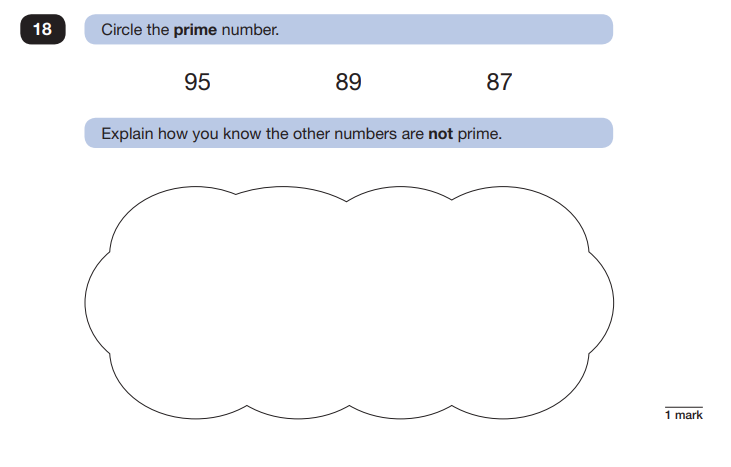 18 Circle the prime number.
95 89 87
Explain how you know the other numbers are not prime.
1 mark